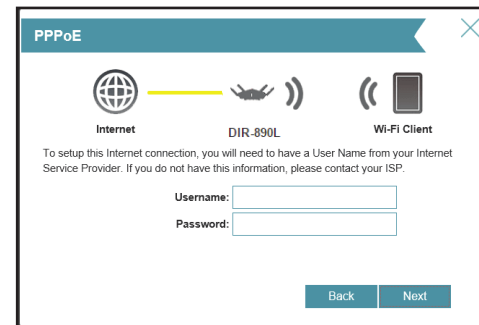 PPPoE
Internet
DIR-890L
Wi-Fi Client
To setup this Internet connection, you will need to have a User Name from your Internet
Service Provider. If you do not have this information, please contact your ISP.
Username:
Password:
Back Next